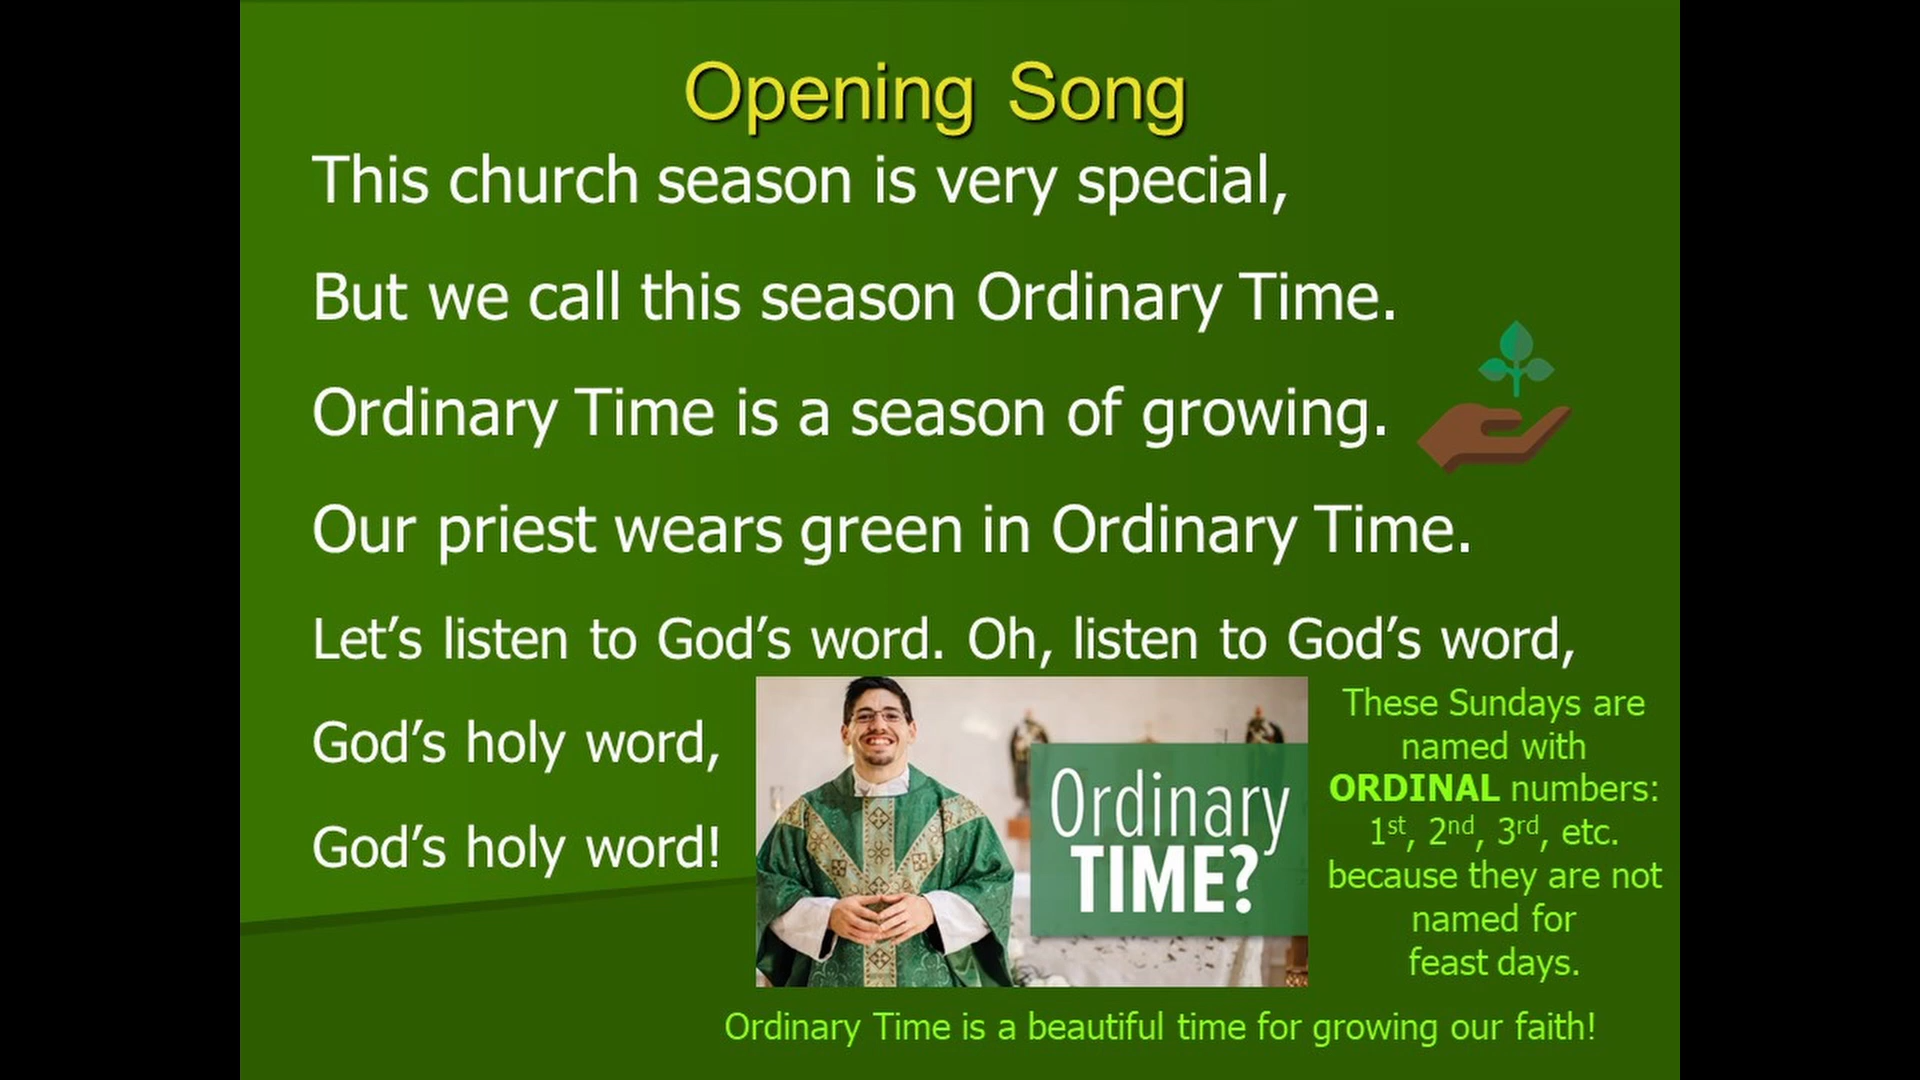 Opening Song
This church season is very special,
But we call this season Ordinary Time.
Ordinary Time is a season of growing.
Our priest wears green in Ordinary Time.
Let’s listen to God’s word. Oh, listen to God’s word,
God’s holy word,
God’s holy word!
Ordinary
TIME?
These Sundays are
named with
ORDINAL numbers:
1st, 2nd, 3rd, etc.
because they are not
named for
feast days.
Ordinary Time is a beautiful time for growing our faith!